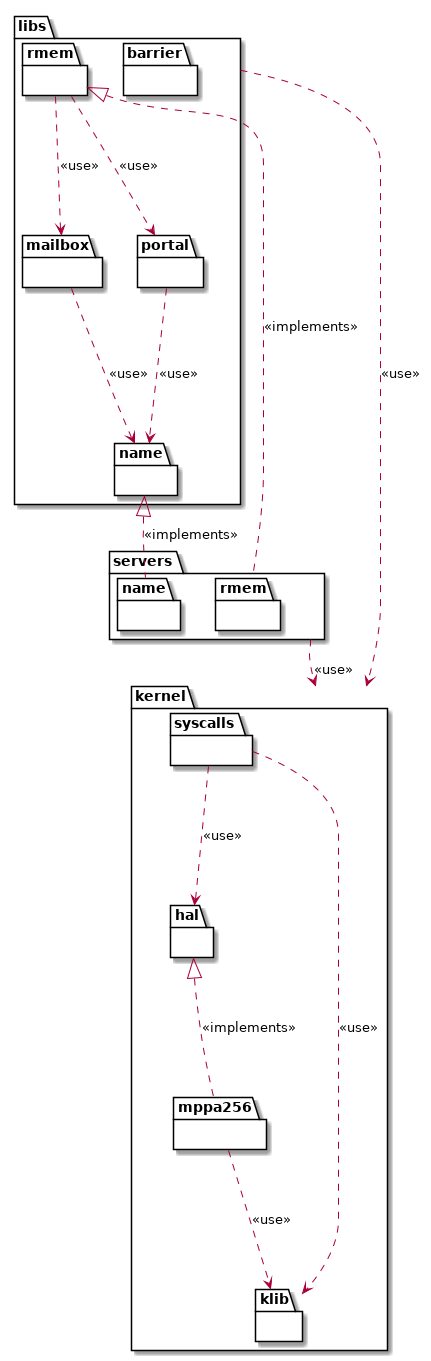 libs
rmem
barrier
«use»
«use»
mailbox
portal
«implements»
«use»
«use»
«use»
name
«implements»
servers
name
rmem
«use»
kernel
syscalls
«use»
hal
«implements»
«use»
mppa256
«use»
klib